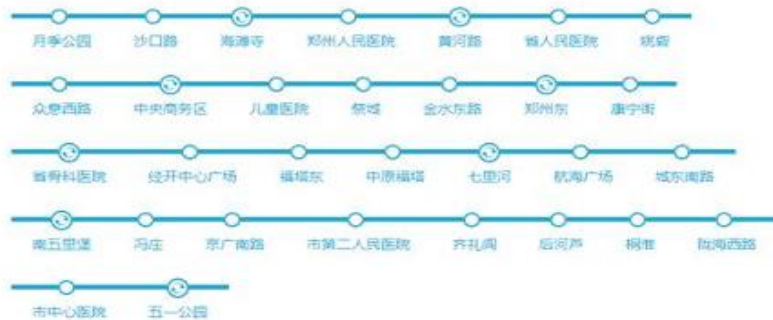 月季公园 沙口路 海滩寺 郑州人民医院 黄河路 省人民医院 姚砦
众意西路 中央商务区 儿童医院 祭城 金水东路 郑州东 康宁街
省骨科医院 经开中心广场 福塔东 中原福塔 七里河 航海广场 城东南路
南五里堡 冯庄 京广南路 市第二人民医院 齐礼阎 后河芦 桐淮 陇海西路
市中心医院 五一公园